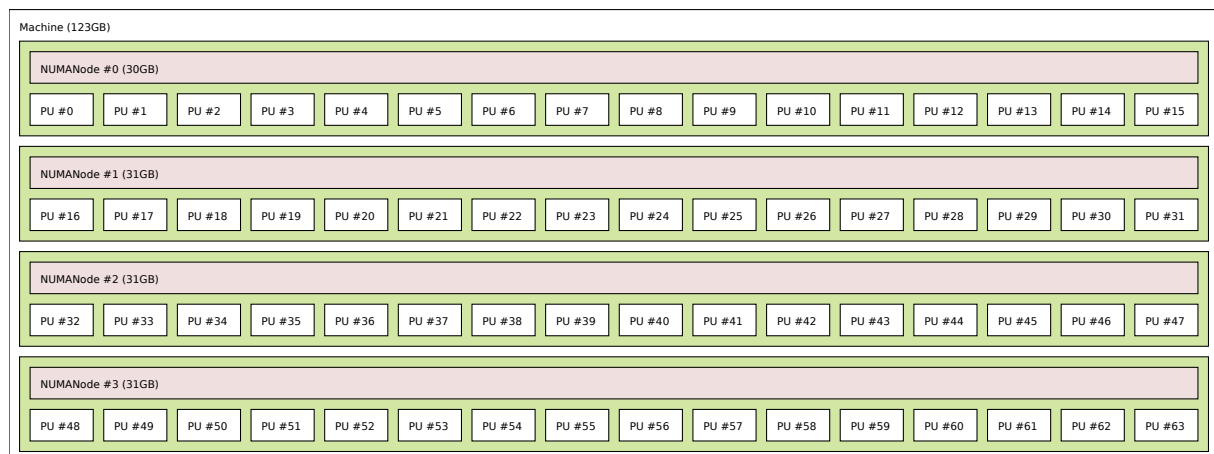 Machine (123GB)
NUMANode #0 (30GB)
PU #0 PU #1 PU #2 PU #3 PU #4 PU #5 PU #6 PU #7 PU #8 PU #9 PU #10 PU #11 PU #12 PU #13 PU #14 PU #15
NUMANode #1 (31GB)
PU #16 PU #17 PU #18 PU #19 PU #20 PU #21 PU #22 PU #23 PU #24 PU #25 PU #26 PU #27 PU #28 PU #29 PU #30 PU #31
NUMANode #2 (31GB)
PU #32 PU #33 PU #34 PU #35 PU #36 PU #37 PU #38 PU #39 PU #40 PU #41 PU #42 PU #43 PU #44 PU #45 PU #46 PU #47
NUMANode #3 (31GB)
PU #48 PU #49 PU #50 PU #51 PU #52 PU #53 PU #54 PU #55 PU #56 PU #57 PU #58 PU #59 PU #60 PU #61 PU #62 PU #63